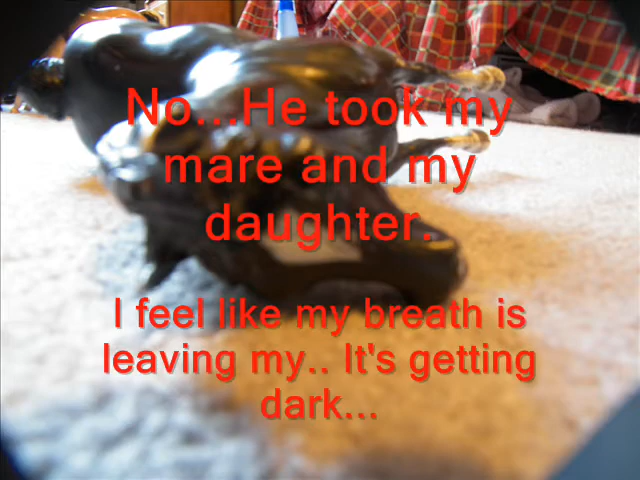 No...He took my
mare and my
daughter.
I feel like my breath is
leaving my.. It's getting
dark...